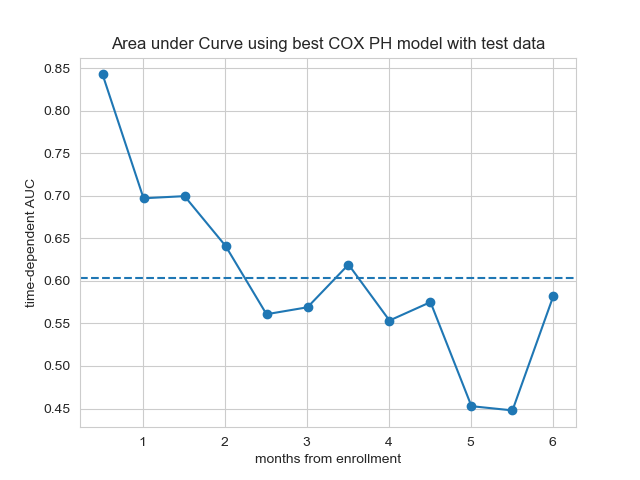 Area under Curve using best COX PH model with test data
time-dependent AUC
0.85
0.80
0.75
0.70
0.65
0.60
0.55
0.50
0.45
1 2 3 4 5 6
months from enrollment